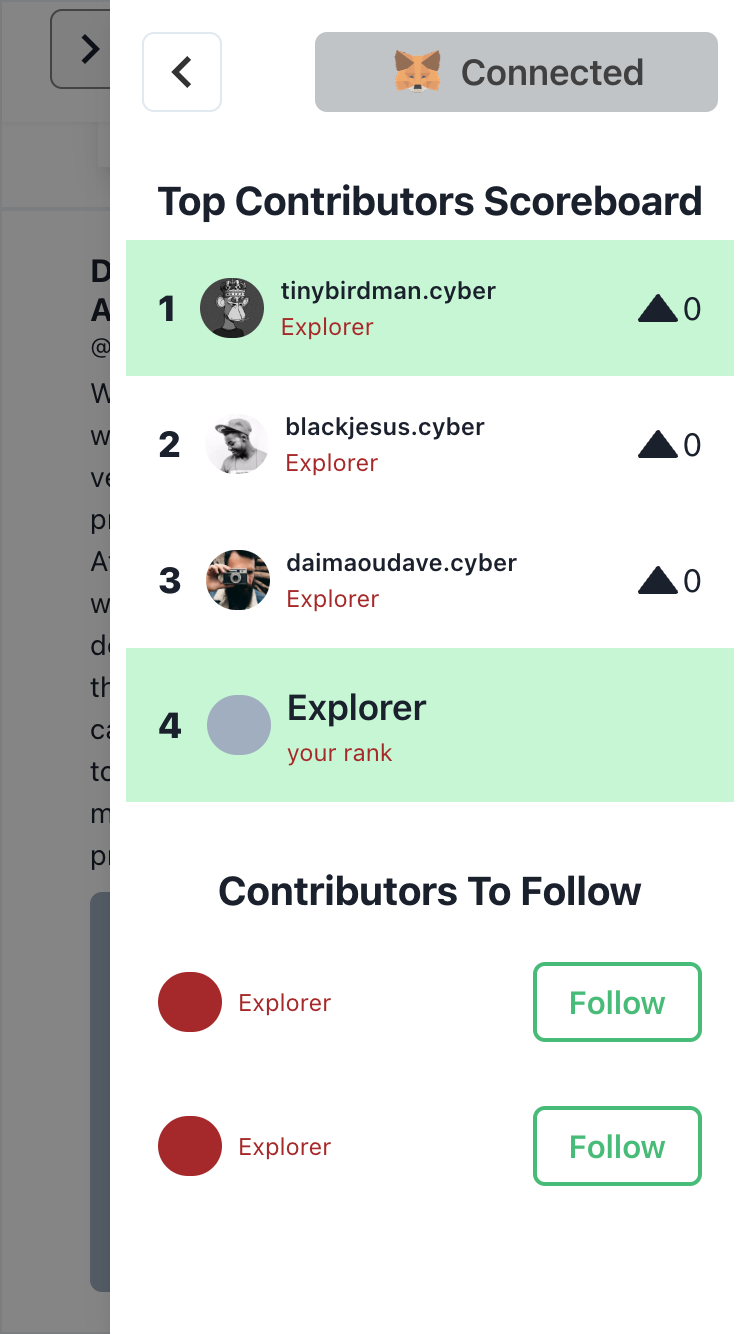 Connected
Top Contributors Scoreboard
1
tinybirdman.cyber
Explorer
0
2
blackjesus.cyber
Explorer
0
3
daimaoudave.cyber
Explorer
0
4
Explorer
your rank
Contributors To Follow
Explorer
Follow
Explorer
Follow